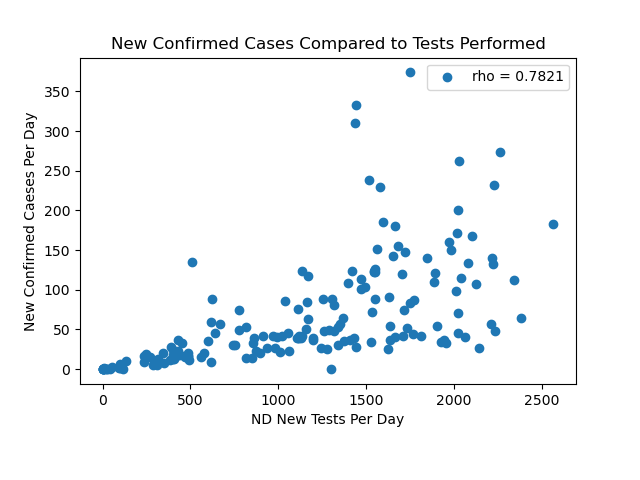 New Confirmed Cases Compared to Tests Performed
rho = 0.7821
350
300
250
200
150
100
50
0
New Confirmed Caeses Per Day
0 500 1000 1500 2000 2500
ND New Tests Per Day